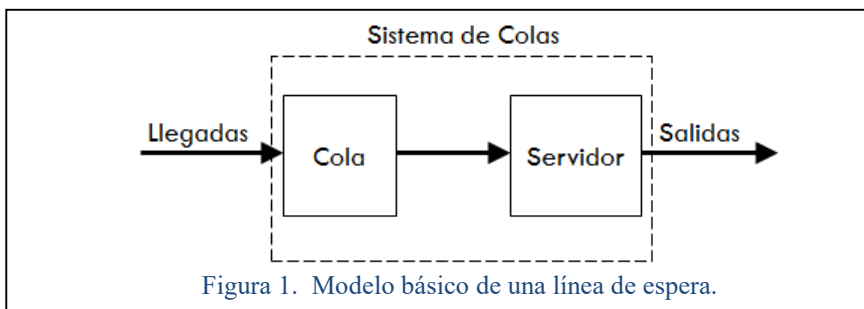 Sistema de Colas
Llegadas
Cola
Servidor
Salidas
Figura 1. Modelo básico de una línea de espera.